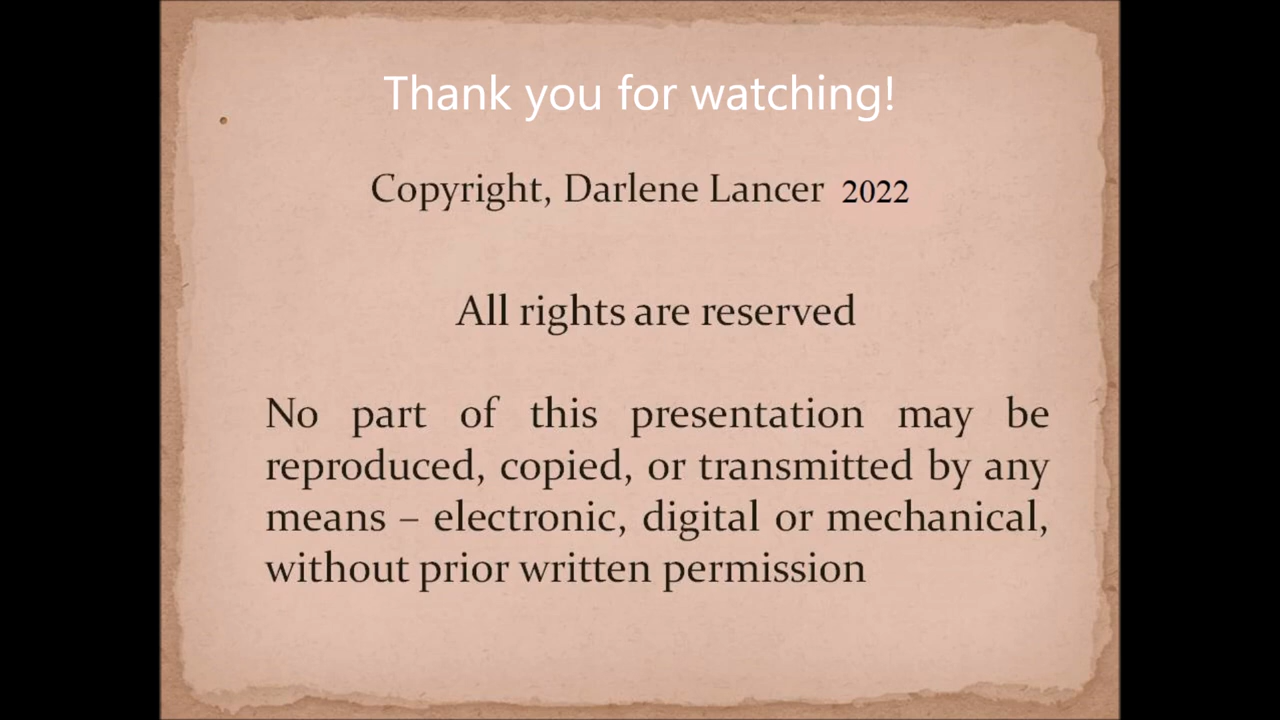 Thank you for watching!
Copyright, Darlene Lancer 2022
All rights are reserved
No part of this presentation may be
reproduced, copied, or transmitted by any
means – electronic, digital or mechanical,
without prior written permission